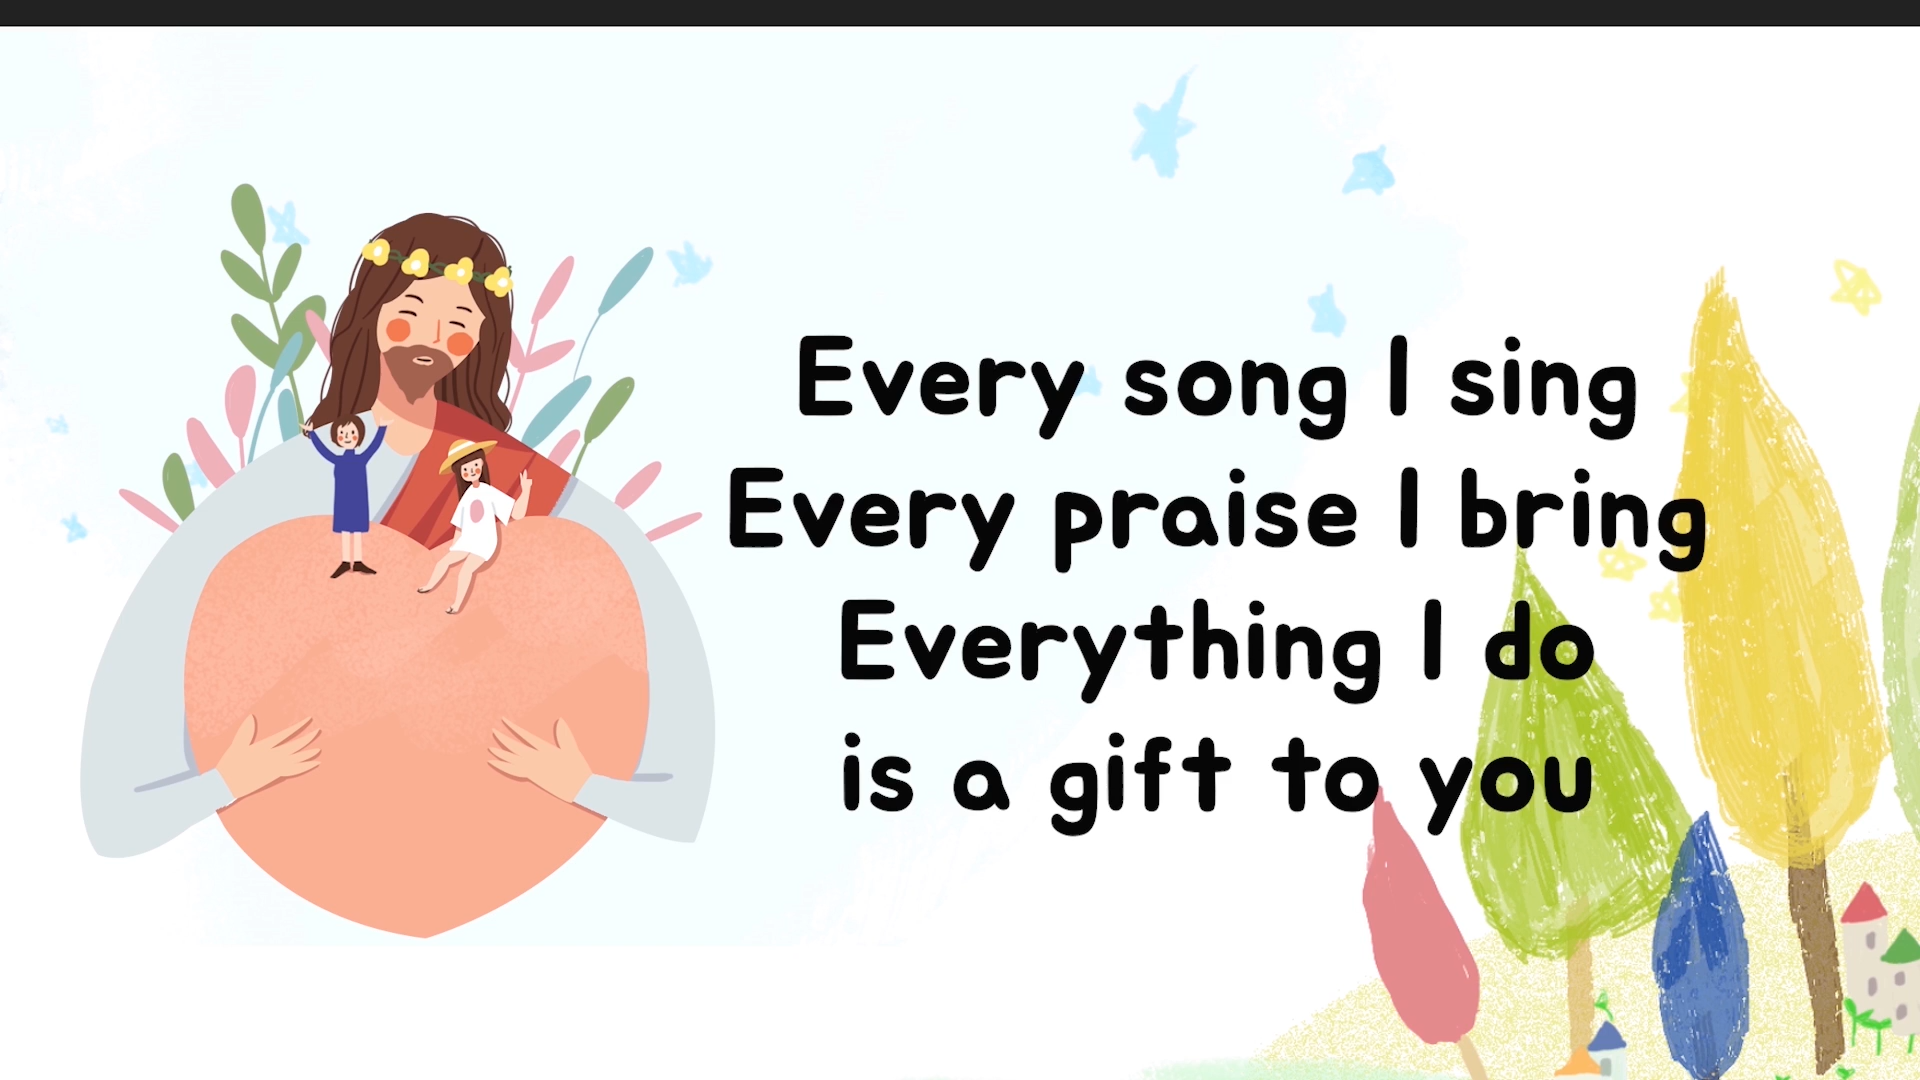 Every song I sing
Every praise I bring
Everything I do
is a gift to you